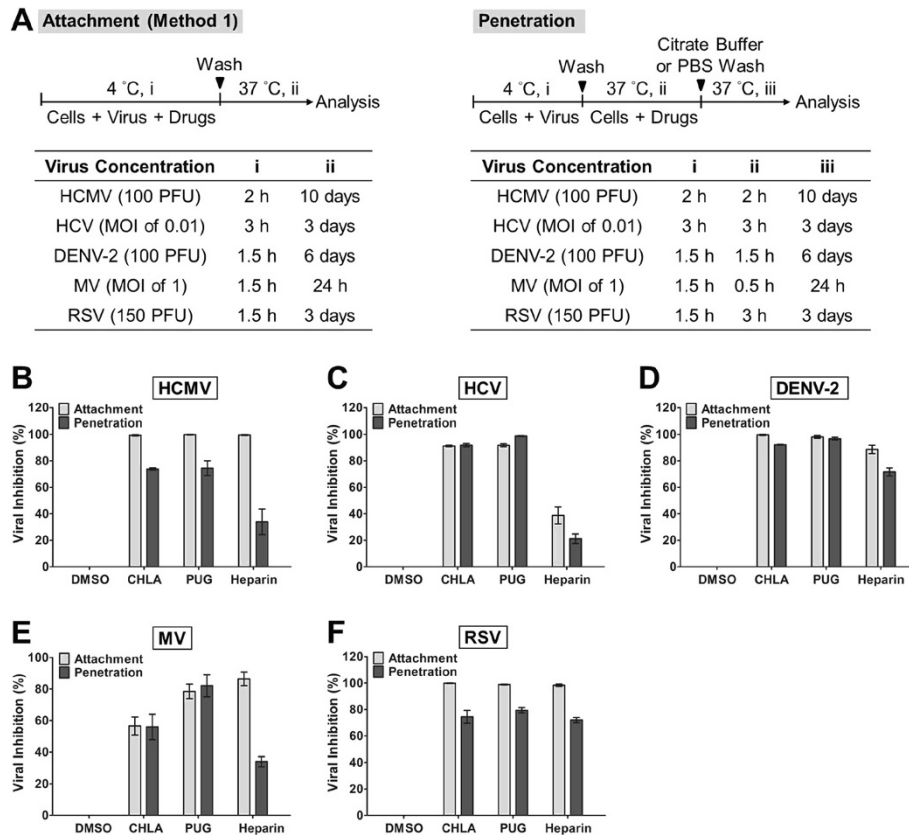 A
Attachment (Method 1)
Wash
4 °C, i
37 °C, ii
Analysis
Cells + Virus + Drugs
Virus Concentration i ii
HCMV (100 PFU) 2 h 10 days
HCV (MOI of 0.01) 3 h 3 days
DENV-2 (100 PFU) 1.5 h 6 days
MV (MOI of 1) 1.5 h 24 h
RSV (150 PFU) 1.5 h 3 days
Penetration
Citrate Buffer
or PBS Wash
Wash
4 °C, i
37 °C, ii
37 °C, iii
Analysis
Cells + Virus
Cells + Drugs
Virus Concentration i ii iii
HCMV (100 PFU) 2 h 2 h 10 days
HCV (MOI of 0.01) 3 h 3 h 3 days
DENV-2 (100 PFU) 1.5 h 1.5 h 6 days
MV (MOI of 1) 1.5 h 0.5 h 24 h
RSV (150 PFU) 1.5 h 3 h 3 days
B
HCMV
Viral Inhibition (%)
120
100
80
60
40
20
0
Attachment
Penetration
DMSO CHLA PUG Heparin
C
HCV
Viral Inhibition (%)
120
100
80
60
40
20
0
Attachment
Penetration
DMSO CHLA PUG Heparin
D
DENV-2
Viral Inhibition (%)
120
100
80
60
40
20
0
Attachment
Penetration
DMSO CHLA PUG Heparin
E
MV
Viral Inhibition (%)
100
80
60
40
20
0
Attachment
Penetration
DMSO CHLA PUG Heparin
F
RSV
Viral Inhibition (%)
120
100
80
60
40
20
0
Attachment
Penetration
DMSO CHLA PUG Heparin